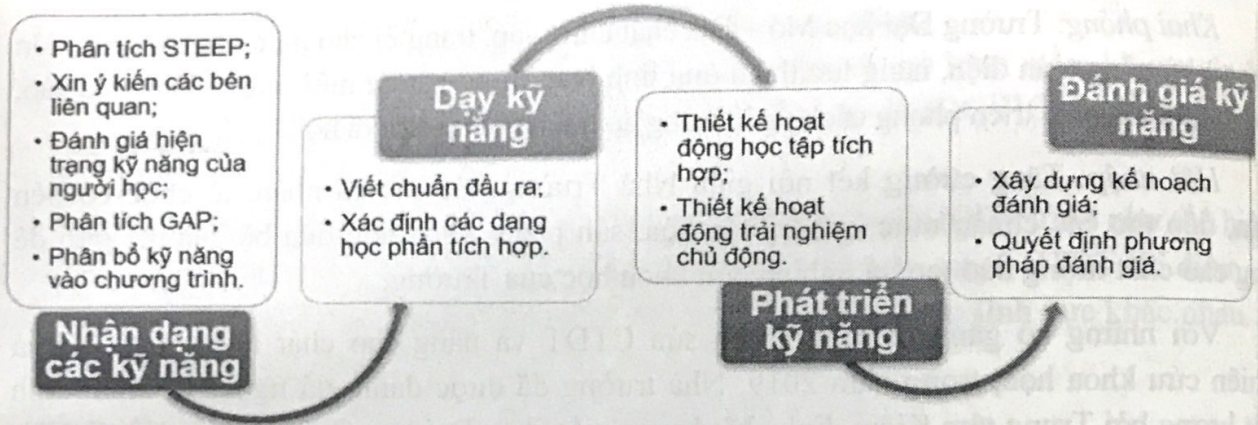 • Phân tích STEEP;
• Xin ý kiến các bên
liên quan;
• Đánh giá hiện
trạng kỹ năng của
người học;
• Phân tích GAP;
• Phân bổ kỹ năng
vào chương trình.
Nhận dạng
các kỹ năng
Dạy kỹ
năng
• Viết chuẩn đầu ra;
• Xác định các dạng
học phần tích hợp.
• Thiết kế hoạt
động học tập tích
hợp;
• Thiết kế hoạt
động trải nghiệm
chủ động.
Phát triển
kỹ năng
Đánh giá kỹ
năng
• Xây dựng kế hoạch
đánh giá;
• Quyết định phương
pháp đánh giá.